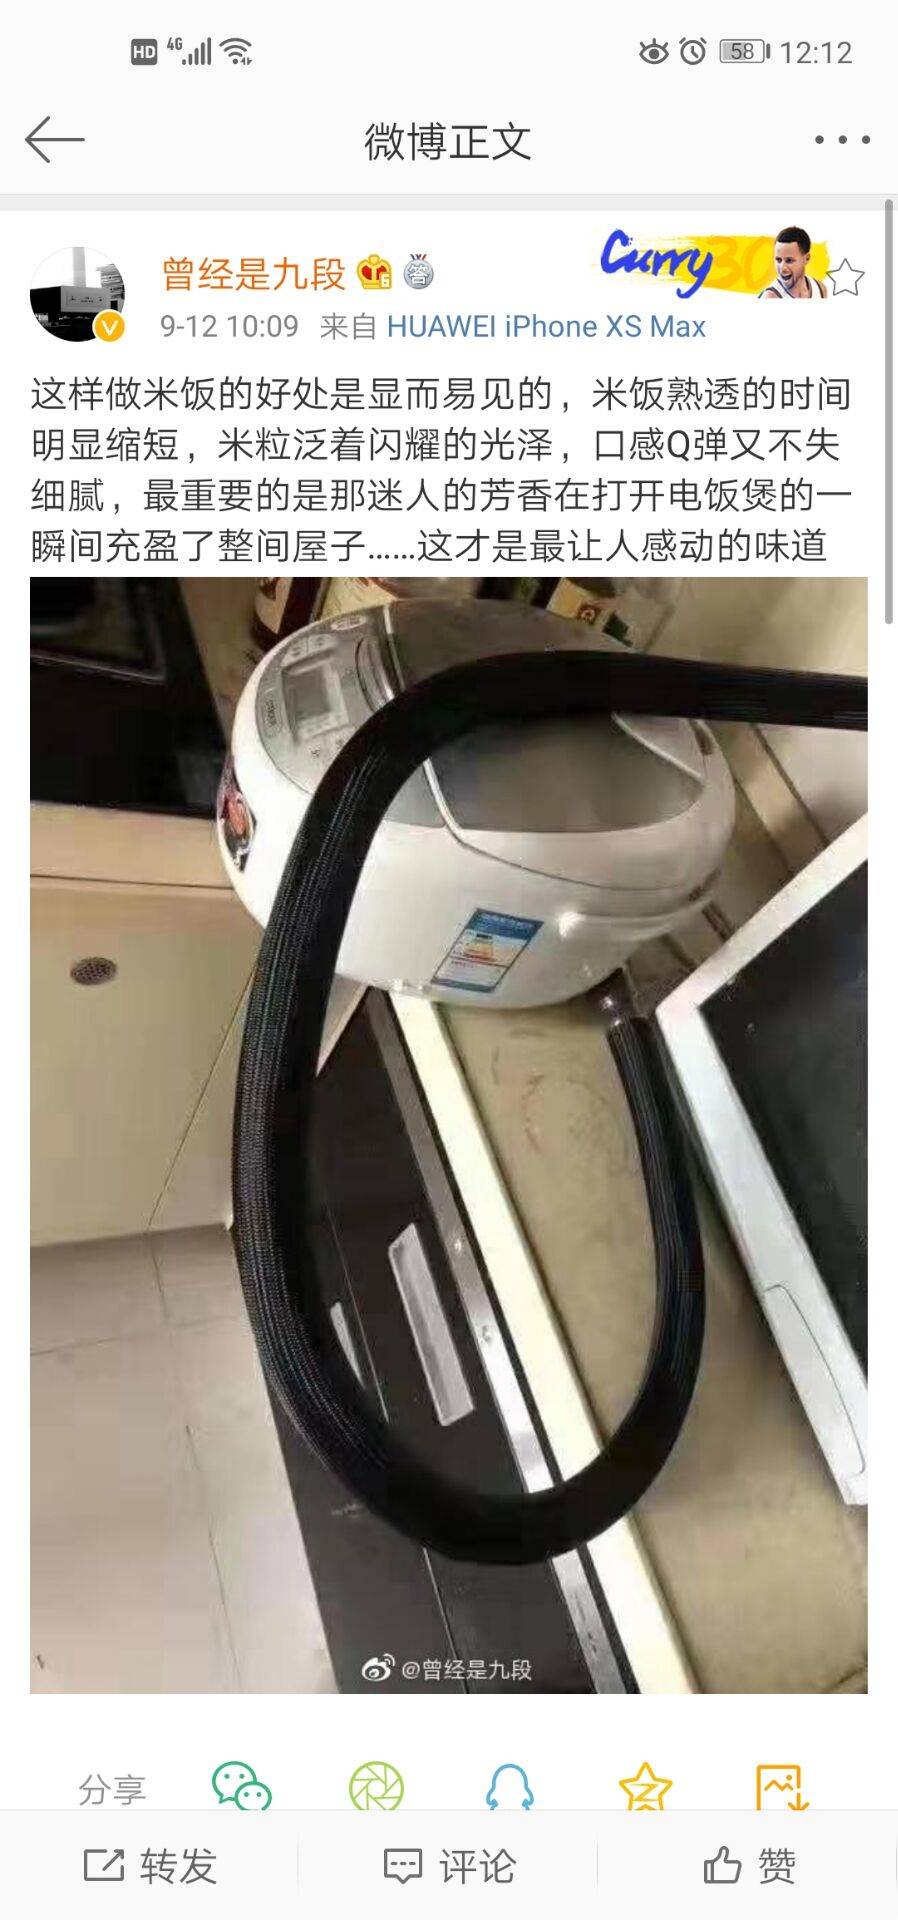 HD 4G 58 12:12
微博正文
曾经是九段 6 答
Curry 30
9-12 10:09 来自 HUAWEI iPhone XS Max
这样做米饭的好处是显而易见的，米饭熟透的时间
明显缩短，米粒泛着闪耀的光泽，口感Q弹又不失
细腻，最重要的是那迷人的芳香在打开电饭煲的一
瞬间充盈了整间屋子……这才是最让人感动的味道
@曾经是九段
分享
转发 评论 赞